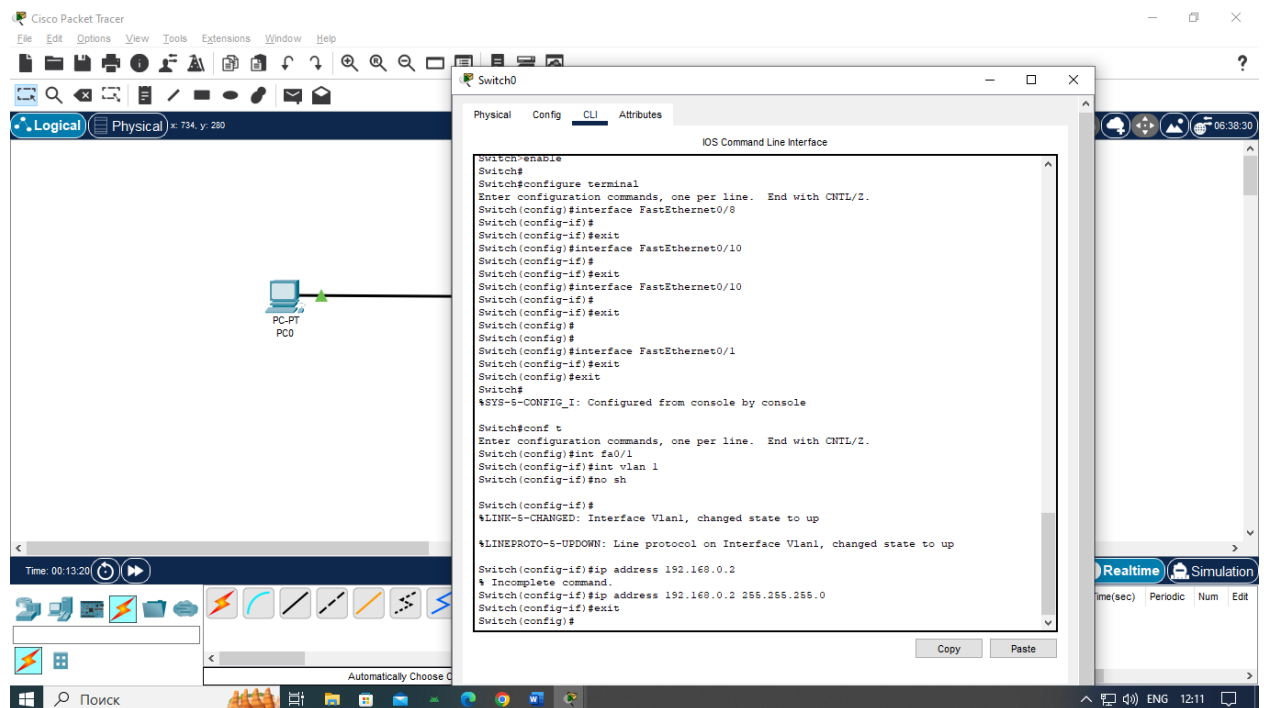 Cisco Packet Tracer
File Edit Options View Tools Extensions Window Help
?
Switch0
Logical Physical x: 734, y: 280
06:38:30
Physical Config CLI Attributes
IOS Command Line Interface
Switch>enable
Switch#
Switch#configure terminal
Enter configuration commands, one per line. End with CNTL/Z.
Switch(config)#interface FastEthernet0/8
Switch(config-if)#
Switch(config-if)#exit
Switch(config)#interface FastEthernet0/10
Switch(config-if)#
Switch(config-if)#exit
Switch(config)#interface FastEthernet0/10
Switch(config-if)#
Switch(config-if)#exit
Switch(config)#
Switch(config)#
Switch(config)#interface FastEthernet0/1
Switch(config-if)#exit
Switch(config)#exit
Switch#
%SYS-5-CONFIG_I: Configured from console by console
Switch#conf t
Enter configuration commands, one per line. End with CNTL/Z.
Switch(config)#int fa0/1
Switch(config-if)#int vlan 1
Switch(config-if)#no sh
Switch(config-if)#
%LINK-5-CHANGED: Interface Vlan1, changed state to up
%LINEPROTO-5-UPDOWN: Line protocol on Interface Vlan1, changed state to up
Switch(config-if)#ip address 192.168.0.2
% Incomplete command.
Switch(config-if)#ip address 192.168.0.2 255.255.255.0
Switch(config-if)#exit
Switch(config)#
Copy Paste
PC-PT
PC0
Time: 00:13:20
Realtime Simulation
Time(sec) Periodic Num Edit
Automatically Choose C
Поиск
ENG 12:11